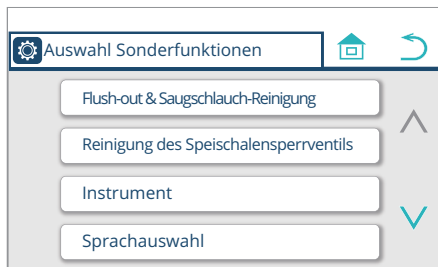 Auswahl Sonderfunktionen
Flush-out & Saugschlauch-Reinigung
Reinigung des Speischalensperrventils
Instrument
Sprachauswahl